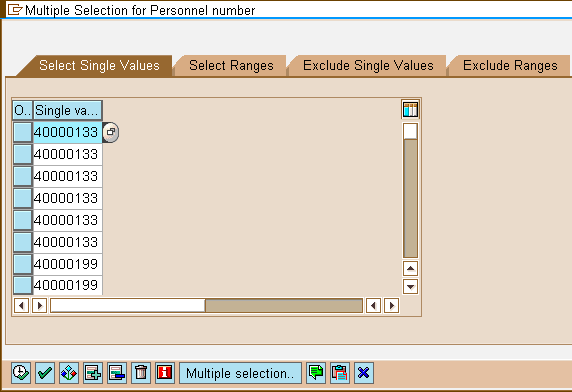 Multiple Selection for Personnel number
Select Single Values Select Ranges Exclude Single Values Exclude Ranges
O.. Single va...
40000133
40000133
40000133
40000133
40000133
40000133
40000199
40000199
Multiple selection..